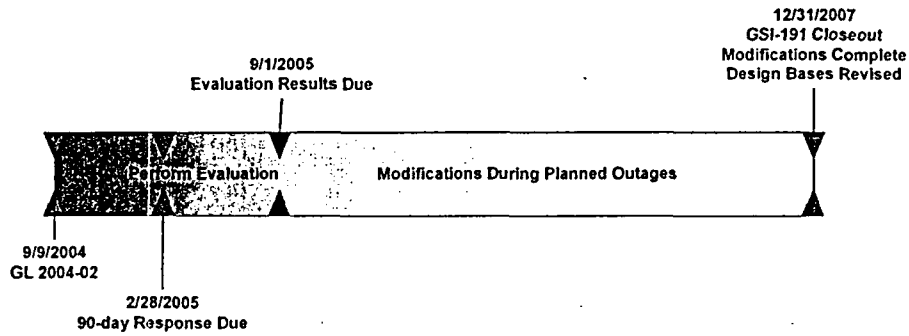 12/31/2007
GSI-191 Closeout
Modifications Complete
Design Bases Revised
9/1/2005
Evaluation Results Due
Perform Evaluation
Modifications During Planned Outages
9/9/2004
GL 2004-02
2/28/2005
90-day Response Due